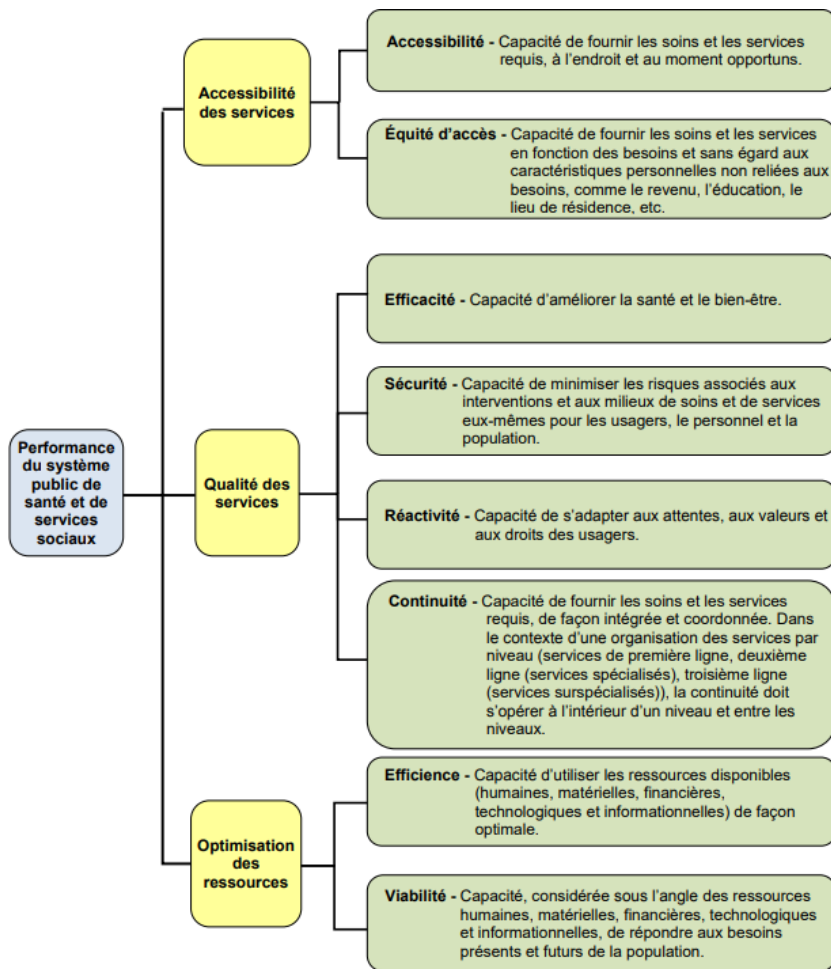 Performance
du système
public de
santé et de
services
sociaux
Accessibilité
des services
Accessibilité - Capacité de fournir les soins et les services
requis, à l'endroit et au moment opportuns.
Équité d'accès - Capacité de fournir les soins et les services
en fonction des besoins et sans égard aux
caractéristiques personnelles non reliées aux
besoins, comme le revenu, l'éducation, le
lieu de résidence, etc.
Qualité des
services
Efficacité - Capacité d'améliorer la santé et le bien-être.
Sécurité - Capacité de minimiser les risques associés aux
interventions et aux milieu de soins et de services
eux-mêmes pour les usagers, le personnel et la
population.
Réactivité - Capacité de s'adapter aux attentes, aux valeurs et
aux droits des usagers.
Continuité - Capacité de fournir les soins et les services
requis, de façon intégrée et coordonnée. Dans
le contexte d'une organisation des services par
niveau (services de première ligne, deuxième
ligne (services spécialisés), troisième ligne
(services surspécialisés)), la continuité doit
s'opérer à l'intérieur d'un niveau et entre les
niveaux.
Optimisation
des
ressources
Efficience - Capacité d'utiliser les ressources disponibles
(humaines, matérielles, financières,
technologiques et informationnelles) de façon
optimale.
Viabilité - Capacité, considérée sous l'angle des ressources
humaines, matérielles, financières, technologiques
et informationnelles, de répondre aux besoins
présents et futurs de la population.